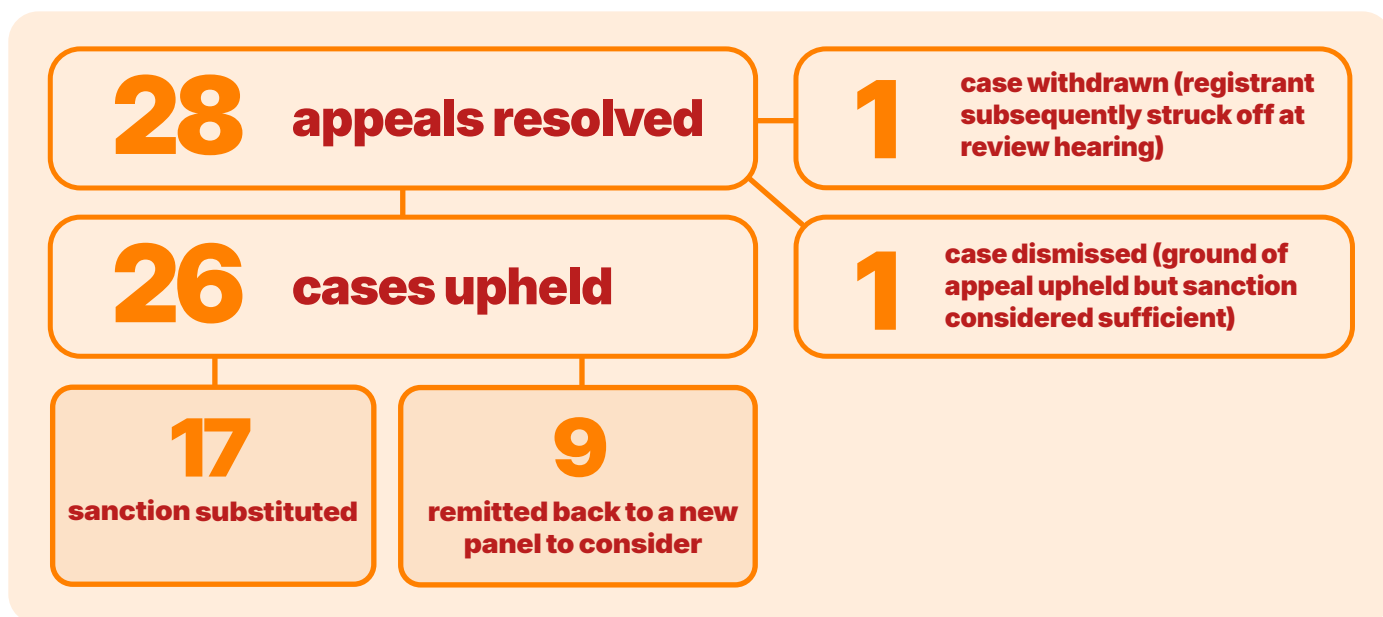 28 appeals resolved
1 case withdrawn (registrant
subsequently struck off at
review hearing)
26 cases upheld
1 case dismissed (ground of
appeal upheld but sanction
considered sufficient)
17
sanction substituted
9
remitted back to a new
panel to consider